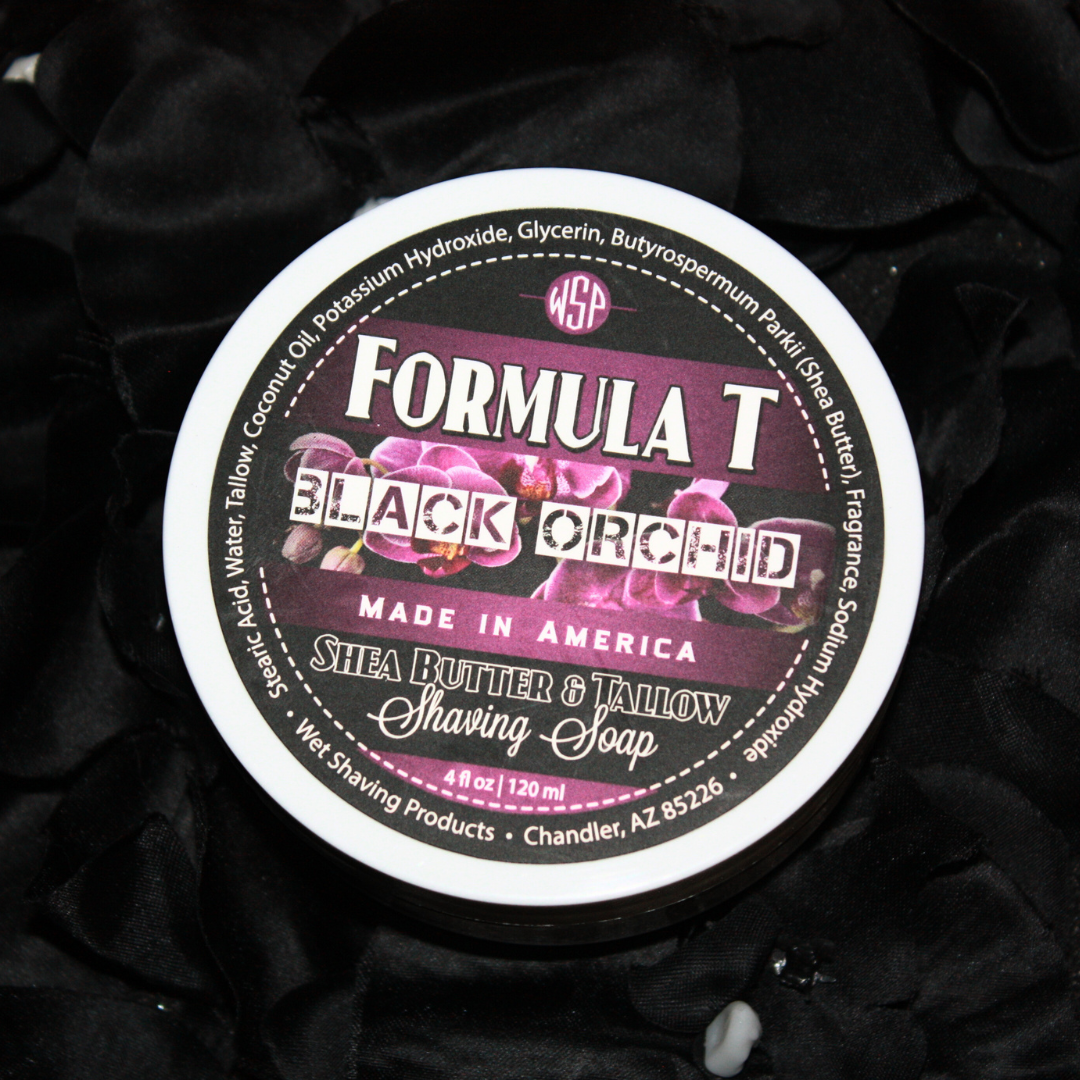 WSP
FORMULA T
BLACK ORCHID
MADE IN AMERICA
SHEA BUTTER & TALLOW
Shaving Soap
4 fl oz | 120 ml
Stearic Acid, Water, Tallow, Coconut Oil, Potassium Hydroxide, Glycerin, Butyrospermum Parkii (Shea Butter), Fragrance, Sodium Hydroxide
• Wet Shaving Products • Chandler, AZ 85226 •